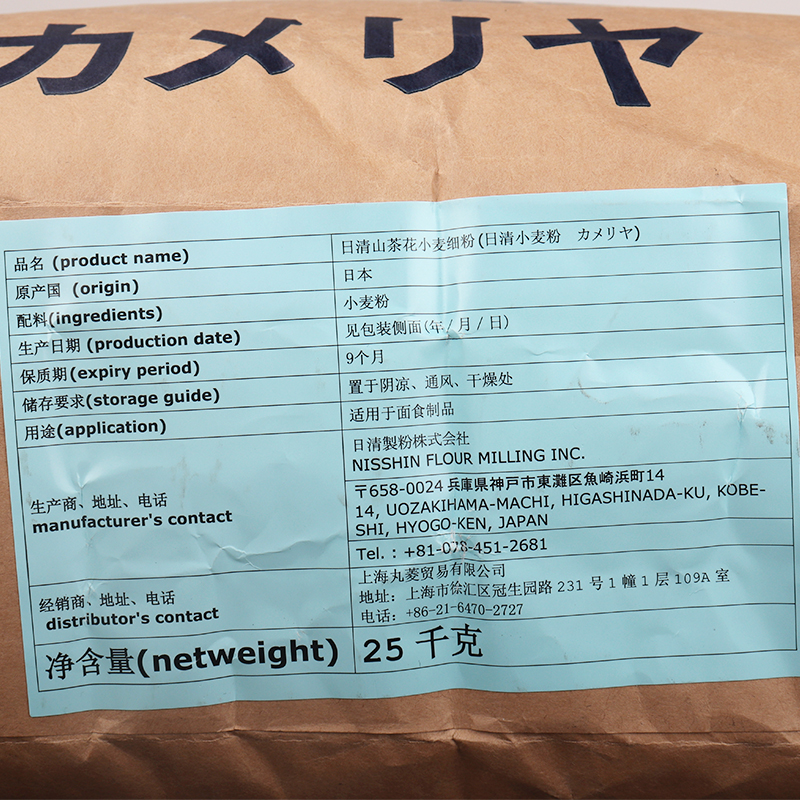 カメリヤ
品名 (product name) 日清山茶花小麦细粉(日清小麦粉 カメリヤ)
原产国 (origin) 日本
配料(ingredients) 小麦粉
生产日期 (production date) 见包装侧面(年/月/日)
保质期(expiry period) 9个月
储存要求(storage guide) 置于阴凉、通风、干燥处
用途(application) 适用于面食制品
生产商、地址、电话
manufacturer's contact
日清製粉株式会社
NISSHIN FLOUR MILLING INC.
〒658-0024 兵庫県神戸市東灘区魚崎浜町14
14, UOZAKIHAMA-MACHI, HIGASHINADA-KU, KOBE-
SHI, HYOGO-KEN, JAPAN
Tel. : +81-078-451-2681
经销商、地址、电话
distributor's contact
上海丸菱贸易有限公司
地址: 上海市徐汇区冠生园路 231 号 1 幢 1 层 109A 室
电话: +86-21-6470-2727
净含量(netweight) 25 千克